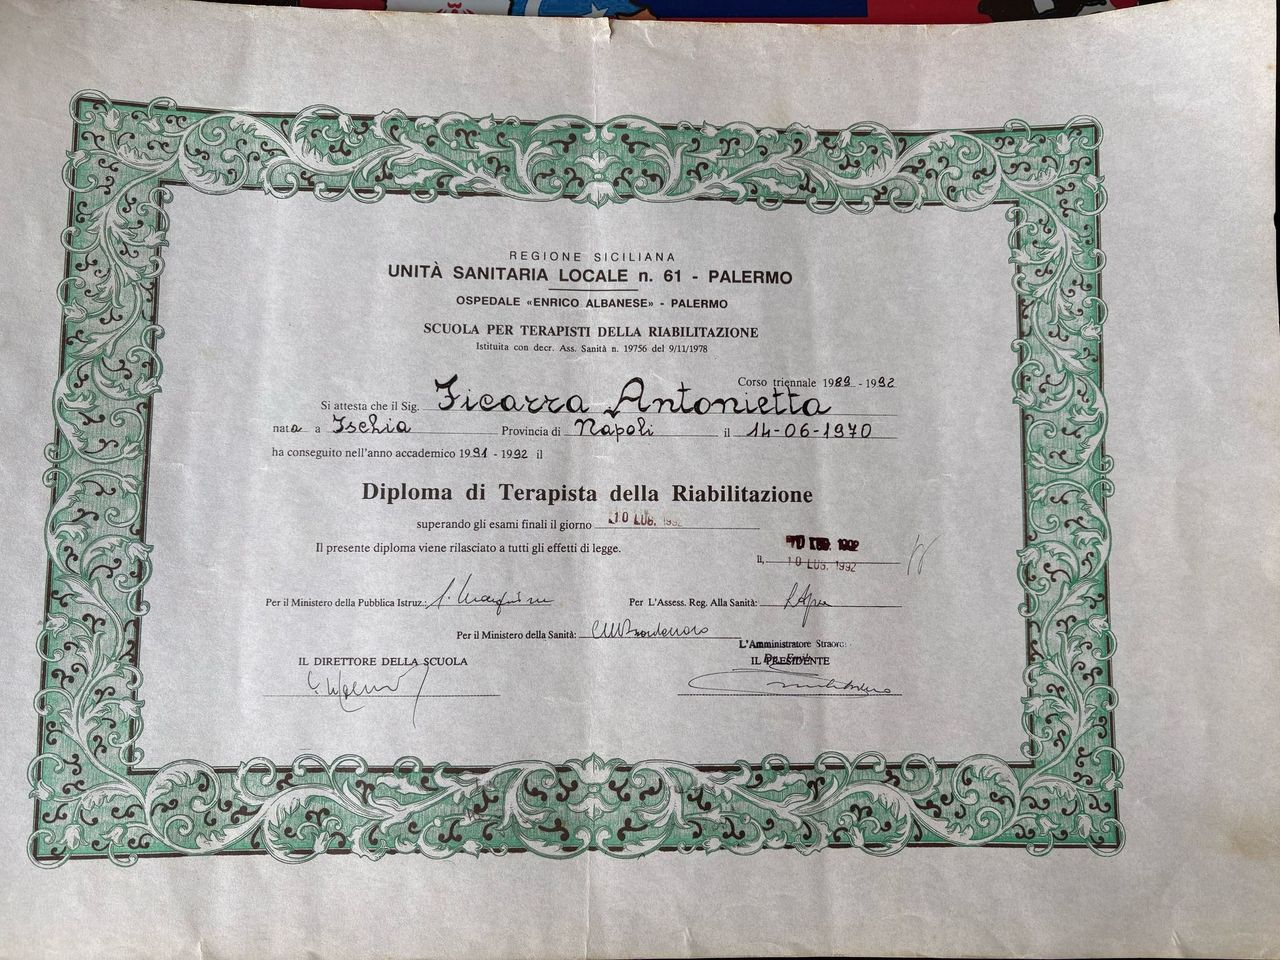 REGIONE SICILIANA
UNITÀ SANITARIA LOCALE n. 61 - PALERMO
OSPEDALE «ENRICO ALBANESE» - PALERMO
SCUOLA PER TERAPISTI DELLA RIABILITAZIONE
Istituita con decr. Ass. Sanità n. 19756 del 9/11/1978
Corso triennale 1989 - 1992
Si attesta che il Sig. Ficarra Antonietta
nata a Ischia Provincia di Napoli il 14-06-1970
ha conseguito nell'anno accademico 1991 - 1992 il
Diploma di Terapista della Riabilitazione
superando gli esami finali il giorno 10 LUG. 1992
Il presente diploma viene rilasciato a tutti gli effetti di legge.
10 LUG. 1992
lì, 10 LUG. 1992
Per il Ministero della Pubblica Istruz.: Per L'Assess. Reg. Alla Sanità:
Per il Ministero della Sanità:
L'Amministratore Straor.
IL DIRETTORE DELLA SCUOLA IL PRESIDENTE